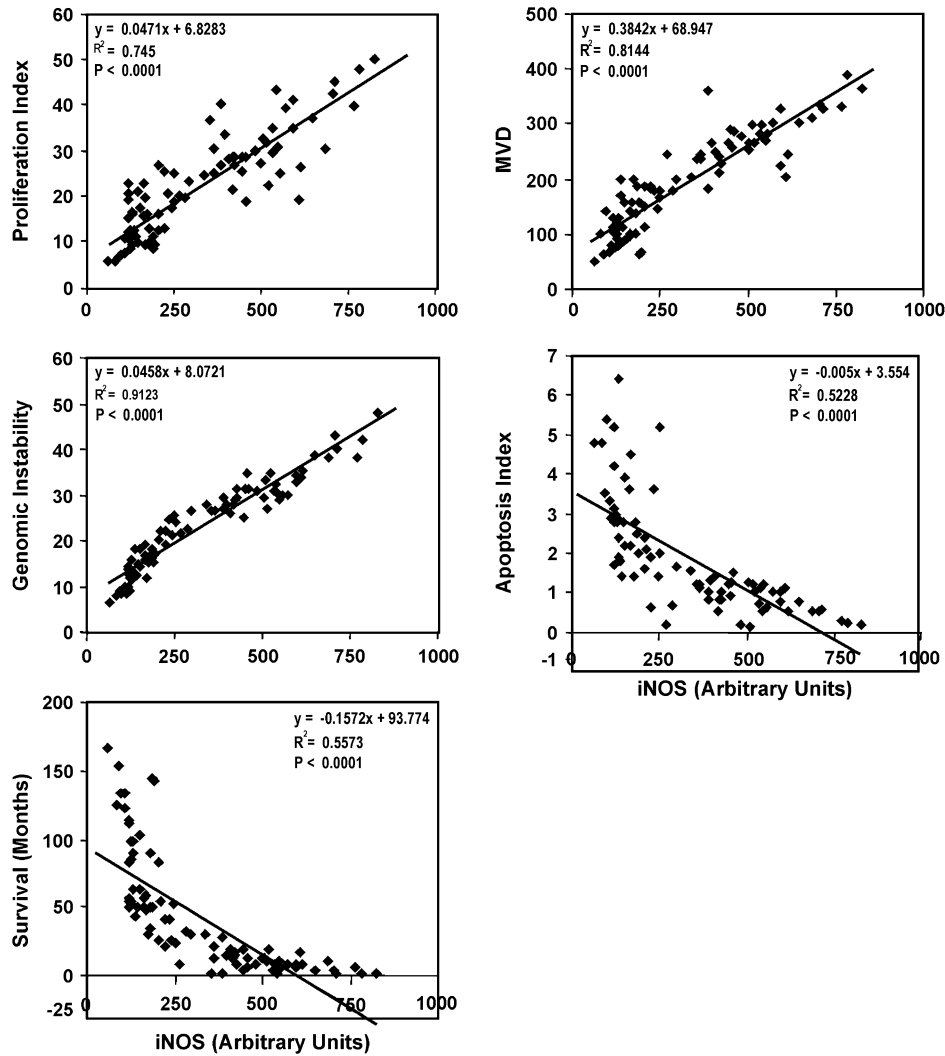 y = 0.0471x + 6.8283
R2 = 0.745
P < 0.0001
Proliferation Index
60
50
40
30
20
10
0
0 250 500 750 1000
y = 0.3842x + 68.947
R2 = 0.8144
P < 0.0001
MVD
500
400
300
200
100
0
0 250 500 750 1000
y = 0.0458x + 8.0721
R2 = 0.9123
P < 0.0001
Genomic Instability
60
50
40
30
20
10
0
0 250 500 750 1000
y = -0.005x + 3.554
R2 = 0.5228
P < 0.0001
Apoptosis Index
7
6
5
4
3
2
1
0
-1
0 250 500 750 1000
iNOS (Arbitrary Units)
y = -0.1572x + 93.774
R2 = 0.5573
P < 0.0001
Survival (Months)
200
150
100
50
0
-25
0 250 500 750 1000
iNOS (Arbitrary Units)